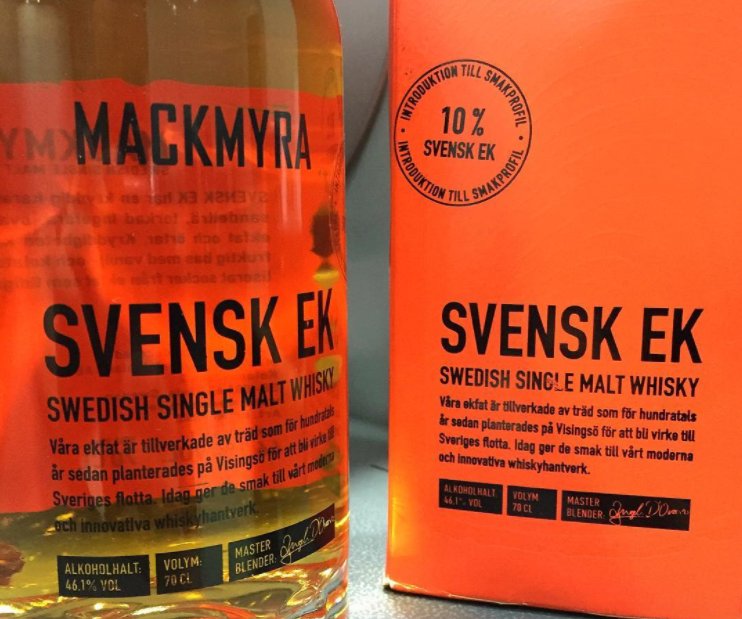 MACKMYRA
SVENSK EK
SWEDISH SINGLE MALT WHISKY
Våra ekfat är tillverkade av träd som för hundratals
år sedan planterades på Visingsö för att bli virke till
Sveriges flotta. Idag ger de smak till vårt moderna
och innovativa whiskyhantverk.
ALKOHOLHALT:
46.1% VOL
VOLYM:
70 CL
MASTER
BLENDER:
INTRODUKTION TILL SMAKPROFIL
10%
SVENSK EK
INTRODUKTION TILL SMAKPROFIL
SVENSK EK
SWEDISH SINGLE MALT WHISKY
Våra ekfat är tillverkade av träd som för hundratals
år sedan planterades på Visingsö för att bli virke till
Sveriges flotta. Idag ger de smak till vårt moderna
och innovativa whiskyhantverk.
ALKOHOLHALT:
46.1% VOL
VOLYM
70 CL
MASTER
BLENDER: